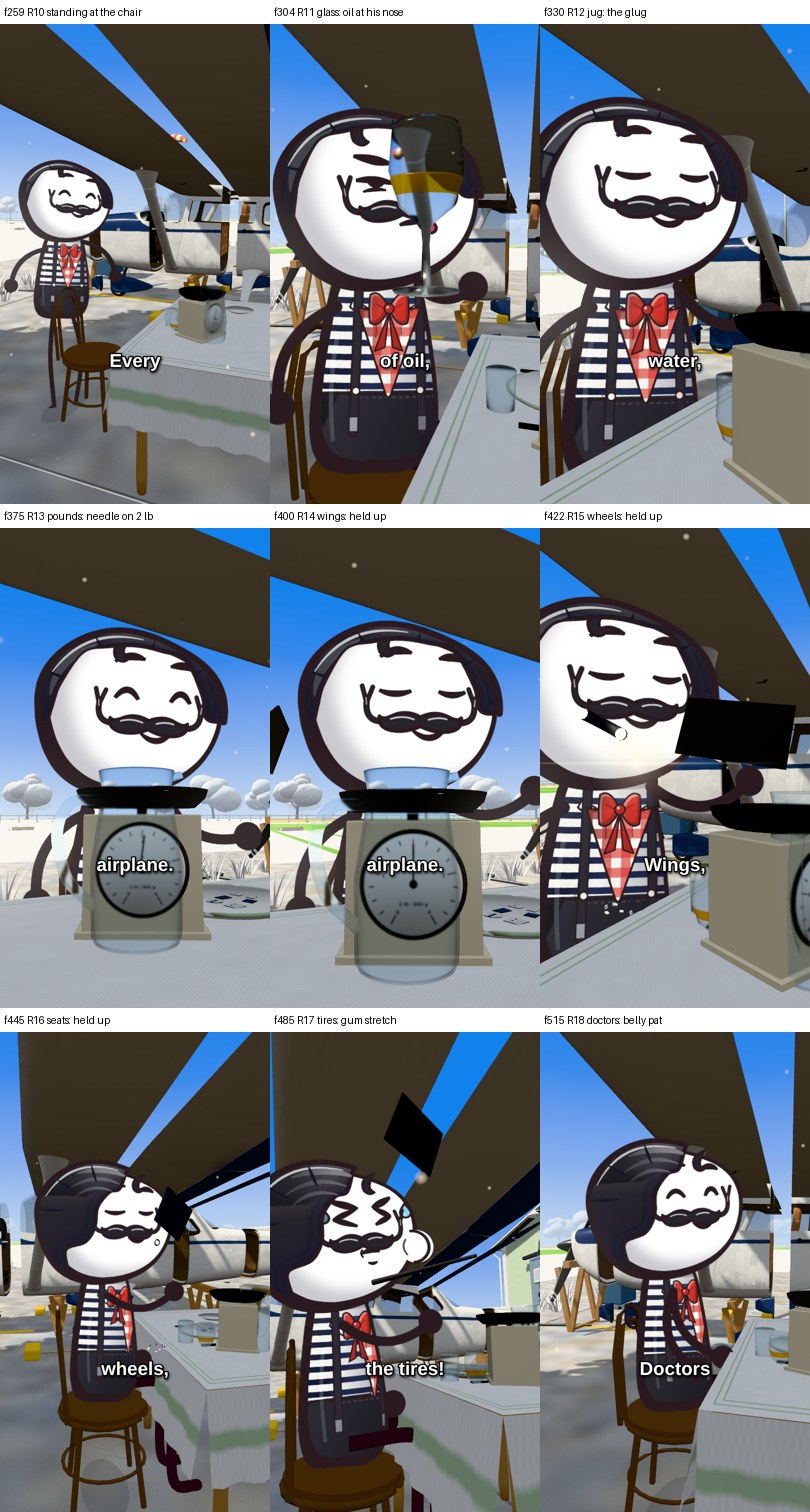 f259 R10 standing at the chair
f304 R11 glass: oil at his nose
f330 R12 jug: the glug
Every
of oil,
water,
f375 R13 pounds: needle on 2 lb
f400 R14 wings: held up
f422 R15 wheels: held up
airplane.
airplane.
Wings,
f445 R16 seats: held up
f485 R17 tires: gum stretch
f515 R18 doctors: belly pat
wheels,
the tires!
Doctors